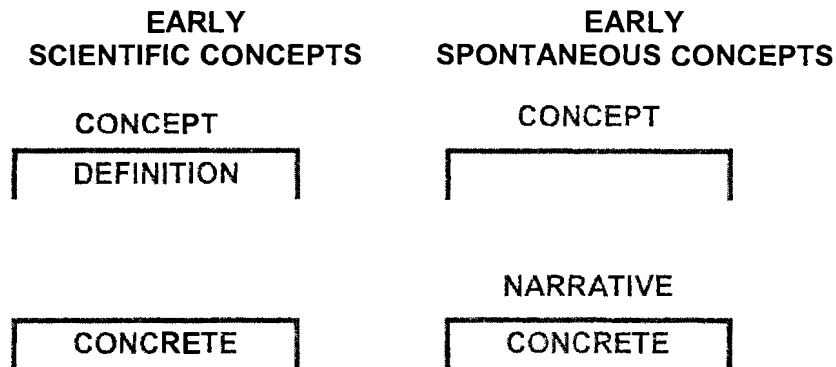 EARLY
SCIENTIFIC CONCEPTS
CONCEPT
DEFINITION
CONCRETE
EARLY
SPONTANEOUS CONCEPTS
CONCEPT
NARRATIVE
CONCRETE